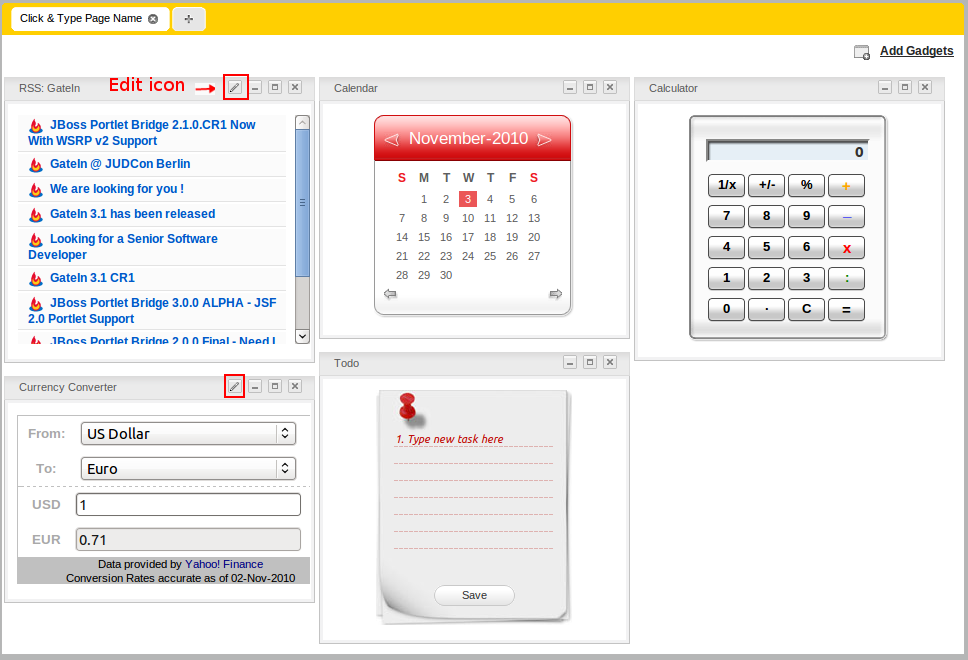 Click & Type Page Name
Add Gadgets
RSS: GateIn
Edit icon
JBoss Portlet Bridge 2.1.0.CR1 Now
With WSRP v2 Support
GateIn @ JUDCon Berlin
We are looking for you !
GateIn 3.1 has been released
Looking for a Senior Software
Developer
GateIn 3.1 CR1
JBoss Portlet Bridge 3.0.0 ALPHA - JSF
2.0 Portlet Support
JBoss Portlet Bridge 2.0.0 Final - Need I
Currency Converter
From: US Dollar
To: Euro
USD 1
EUR 0.71
Data provided by Yahoo! Finance
Conversion Rates accurate as of 02-Nov-2010
Calendar
November-2010
S M T W T F S
1 2 3 4 5 6
7 8 9 10 11 12 13
14 15 16 17 18 19 20
21 22 23 24 25 26 27
28 29 30
Todo
1. Type new task here
Save
Calculator
0
1/x +/- % +
7 8 9 –
4 5 6 x
1 2 3 :
0 . C =